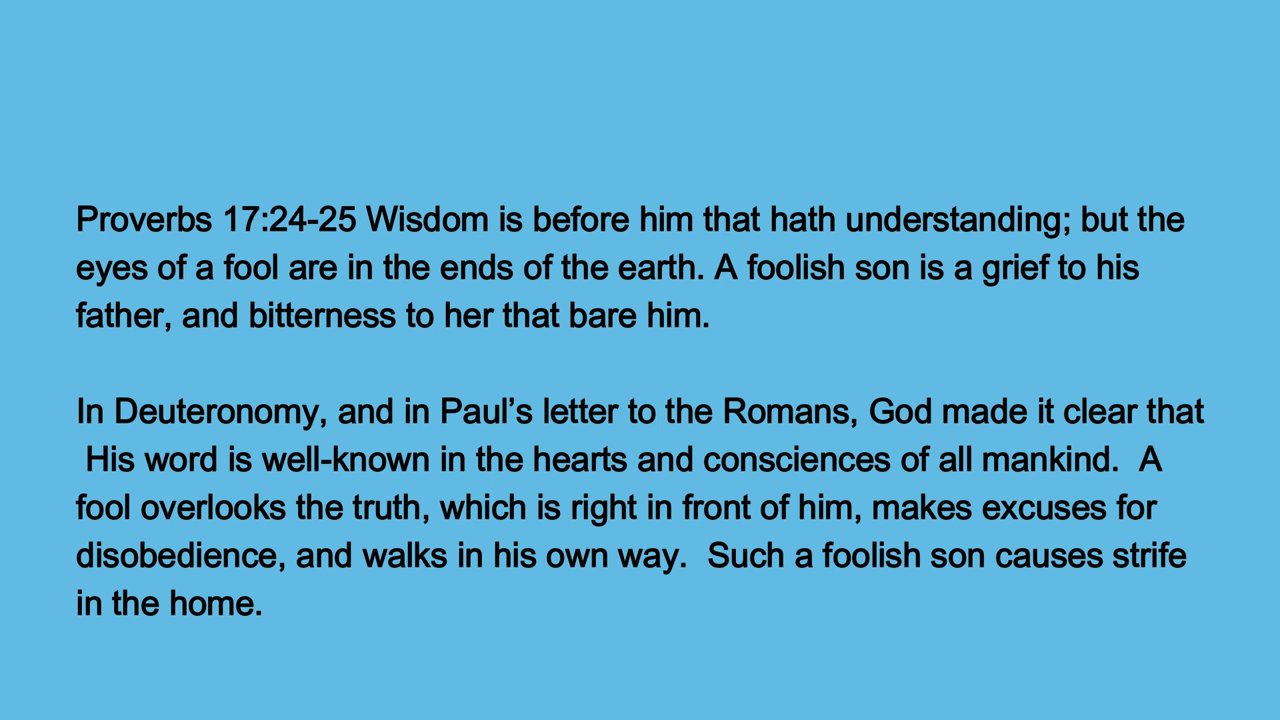 Proverbs 17:24-25 Wisdom is before him that hath understanding; but the
eyes of a fool are in the ends of the earth. A foolish son is a grief to his
father, and bitterness to her that bare him.
In Deuteronomy, and in Paul’s letter to the Romans, God made it clear that
His word is well-known in the hearts and consciences of all mankind.  A
fool overlooks the truth, which is right in front of him, makes excuses for
disobedience, and walks in his own way.  Such a foolish son causes strife
in the home.